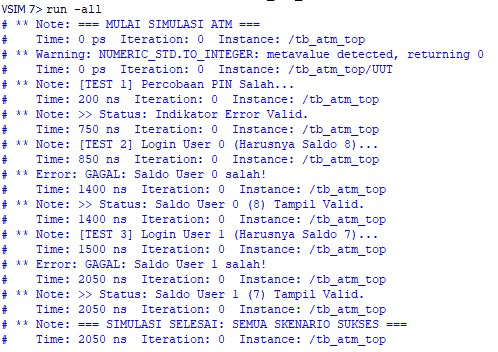 VSIM 7> run -all
# ** Note: === MULAI SIMULASI ATM ===
#    Time: 0 ps  Iteration: 0  Instance: /tb_atm_top
# ** Warning: NUMERIC_STD.TO_INTEGER: metavalue detected, returning 0
#    Time: 0 ps  Iteration: 0  Instance: /tb_atm_top/UUT
# ** Note: [TEST 1] Percobaan PIN Salah...
#    Time: 200 ns  Iteration: 0  Instance: /tb_atm_top
# ** Note: >> Status: Indikator Error Valid.
#    Time: 750 ns  Iteration: 0  Instance: /tb_atm_top
# ** Note: [TEST 2] Login User 0 (Harusnya Saldo 8)...
#    Time: 850 ns  Iteration: 0  Instance: /tb_atm_top
# ** Error: GAGAL: Saldo User 0 salah!
#    Time: 1400 ns  Iteration: 0  Instance: /tb_atm_top
# ** Note: >> Status: Saldo User 0 (8) Tampil Valid.
#    Time: 1400 ns  Iteration: 0  Instance: /tb_atm_top
# ** Note: [TEST 3] Login User 1 (Harusnya Saldo 7)...
#    Time: 1500 ns  Iteration: 0  Instance: /tb_atm_top
# ** Error: GAGAL: Saldo User 1 salah!
#    Time: 2050 ns  Iteration: 0  Instance: /tb_atm_top
# ** Note: >> Status: Saldo User 1 (7) Tampil Valid.
#    Time: 2050 ns  Iteration: 0  Instance: /tb_atm_top
# ** Note: === SIMULASI SELESAI: SEMUA SKENARIO SUKSES ===
#    Time: 2050 ns  Iteration: 0  Instance: /tb_atm_top